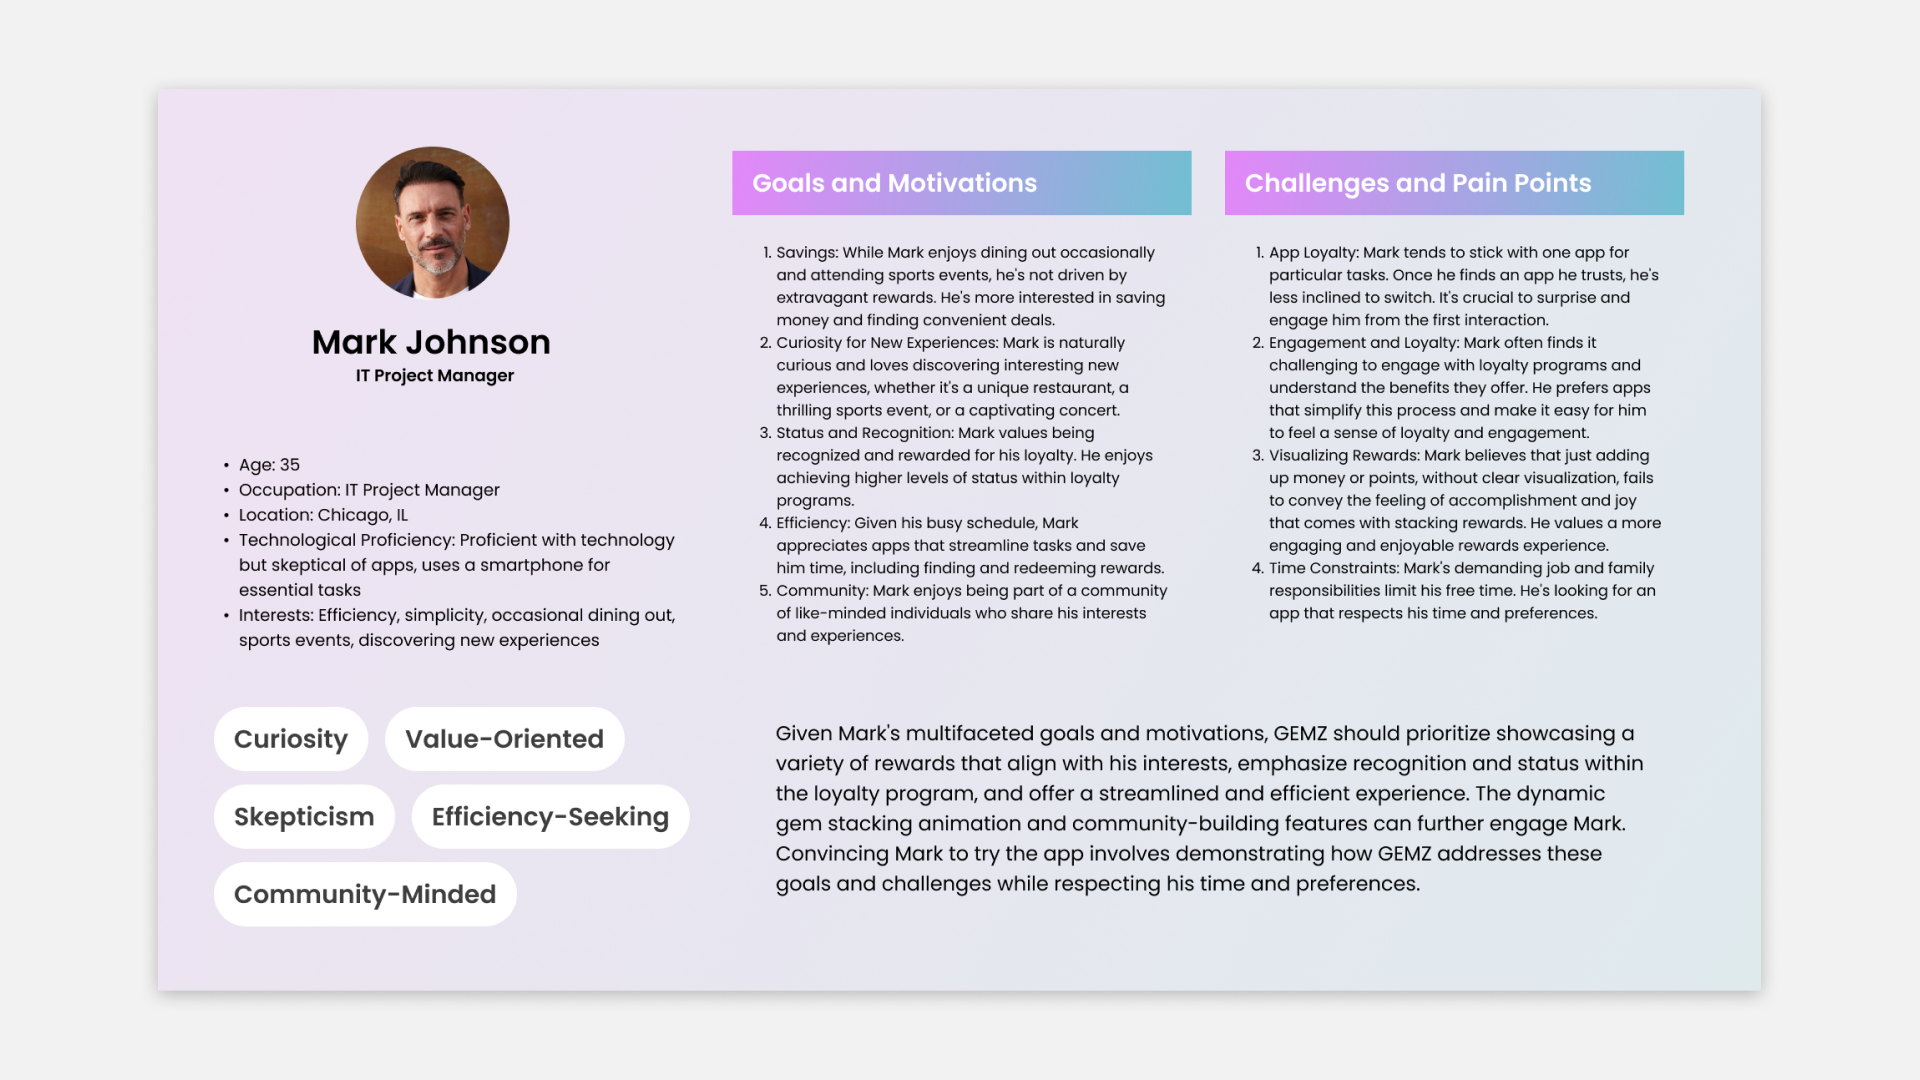 Mark Johnson
IT Project Manager
• Age: 35
• Occupation: IT Project Manager
• Location: Chicago, IL
• Technological Proficiency: Proficient with technology
but skeptical of apps, uses a smartphone for
essential tasks
• Interests: Efficiency, simplicity, occasional dining out,
sports events, discovering new experiences
Curiosity
Value-Oriented
Skepticism
Efficiency-Seeking
Community-Minded
Goals and Motivations
1. Savings: While Mark enjoys dining out occasionally
and attending sports events, he's not driven by
extravagant rewards. He's more interested in saving
money and finding convenient deals.
2. Curiosity for New Experiences: Mark is naturally
curious and loves discovering interesting new
experiences, whether it's a unique restaurant, a
thrilling sports event, or a captivating concert.
3. Status and Recognition: Mark values being
recognized and rewarded for his loyalty. He enjoys
achieving higher levels of status within loyalty
programs.
4. Efficiency: Given his busy schedule, Mark
appreciates apps that streamline tasks and save
him time, including finding and redeeming rewards.
5. Community: Mark enjoys being part of a community
of like-minded individuals who share his interests
and experiences.
Challenges and Pain Points
1. App Loyalty: Mark tends to stick with one app for
particular tasks. Once he finds an app he trusts, he's
less inclined to switch. It's crucial to surprise and
engage him from the first interaction.
2. Engagement and Loyalty: Mark often finds it
challenging to engage with loyalty programs and
understand the benefits they offer. He prefers apps
that simplify this process and make it easy for him
to feel a sense of loyalty and engagement.
3. Visualizing Rewards: Mark believes that just adding
up money or points, without clear visualization, fails
to convey the feeling of accomplishment and joy
that comes with stacking rewards. He values a more
engaging and enjoyable rewards experience.
4. Time Constraints: Mark's demanding job and family
responsibilities limit his free time. He's looking for an
app that respects his time and preferences.
Given Mark's multifaceted goals and motivations, GEMZ should prioritize showcasing a
variety of rewards that align with his interests, emphasize recognition and status within
the loyalty program, and offer a streamlined and efficient experience. The dynamic
gem stacking animation and community-building features can further engage Mark.
Convincing Mark to try the app involves demonstrating how GEMZ addresses these
goals and challenges while respecting his time and preferences.